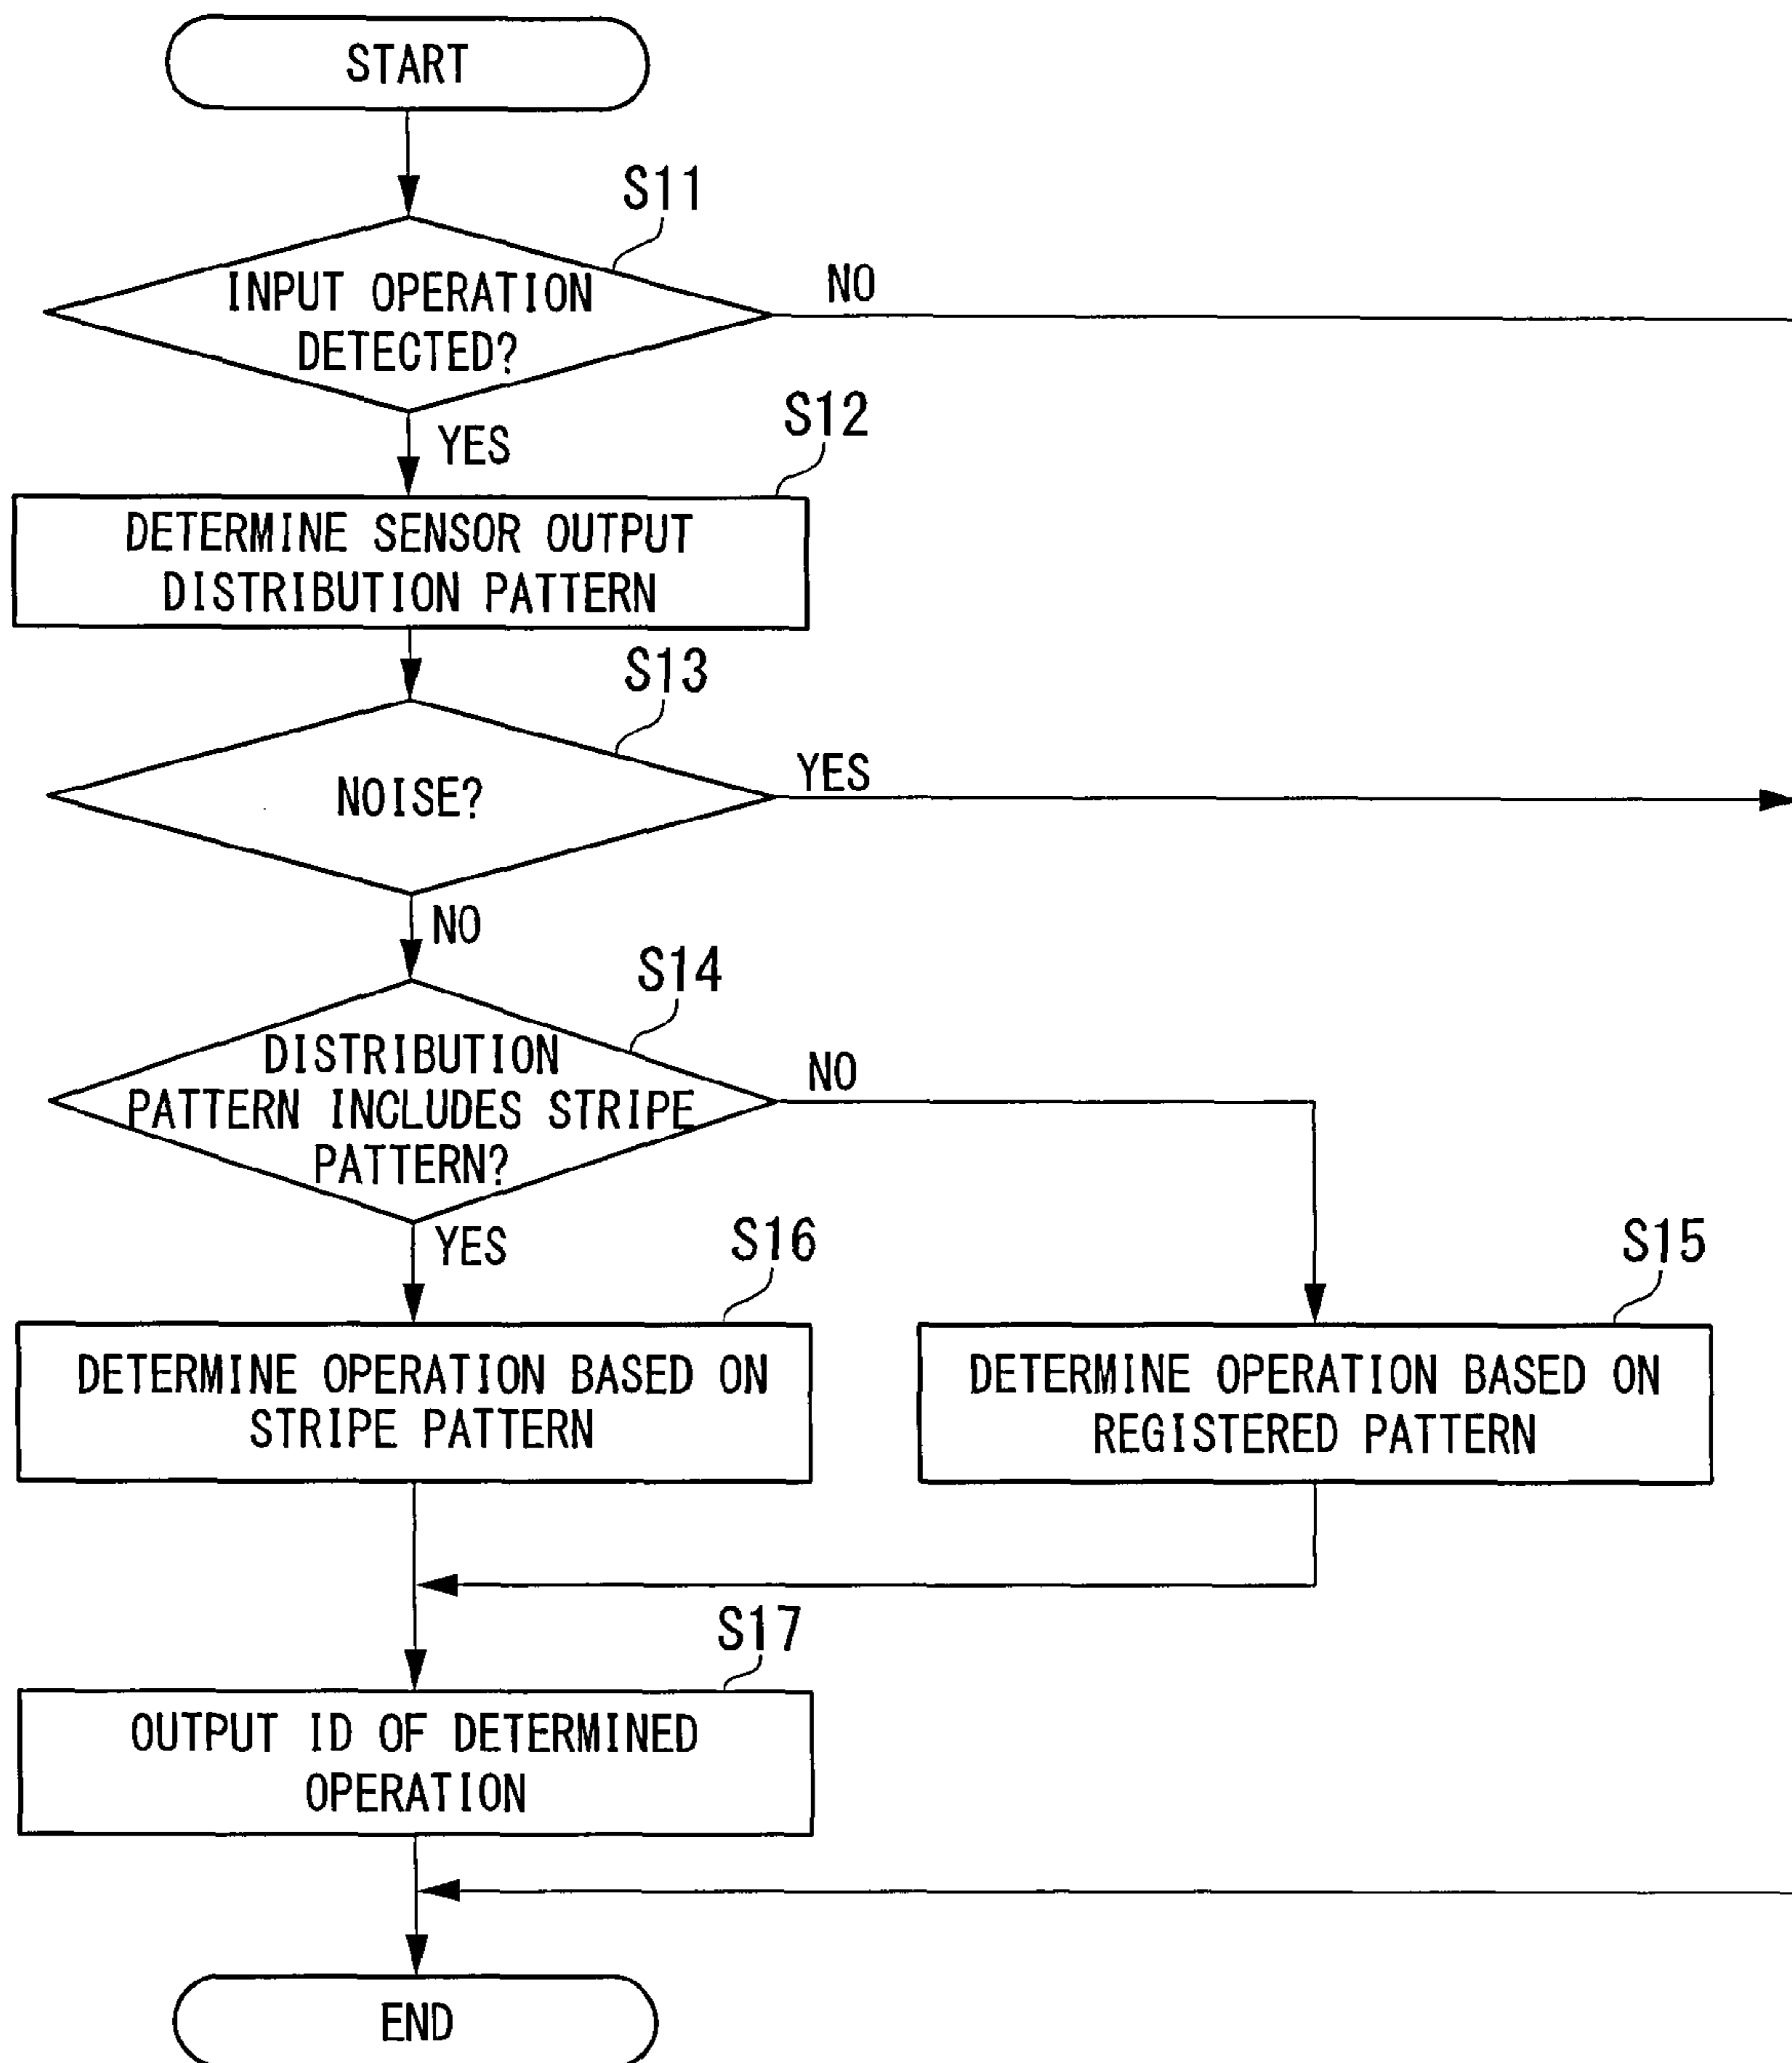 START
S11
INPUT OPERATION
DETECTED?
NO
YES
S12
DETERMINE SENSOR OUTPUT
DISTRIBUTION PATTERN
S13
NOISE?
YES
NO
S14
DISTRIBUTION
PATTERN INCLUDES STRIPE
PATTERN?
NO
YES
S16
DETERMINE OPERATION BASED ON
STRIPE PATTERN
S15
DETERMINE OPERATION BASED ON
REGISTERED PATTERN
S17
OUTPUT ID OF DETERMINED
OPERATION
END